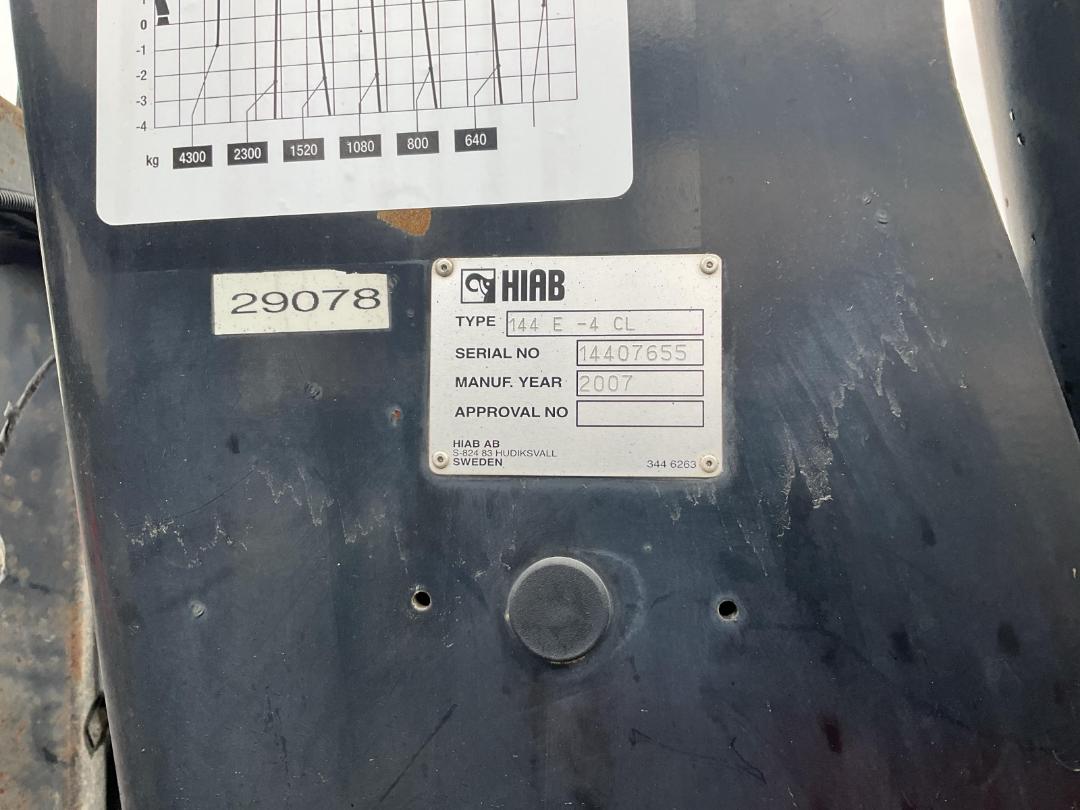 0
-1
-2
-3
-4
kg 4300 2300 1520 1080 800 640
29078
HIAB
TYPE 144 E -4 CL
SERIAL NO 14407655
MANUF. YEAR 2007
APPROVAL NO
HIAB AB
S-824 83 HUDIKSVALL
SWEDEN 344 6263